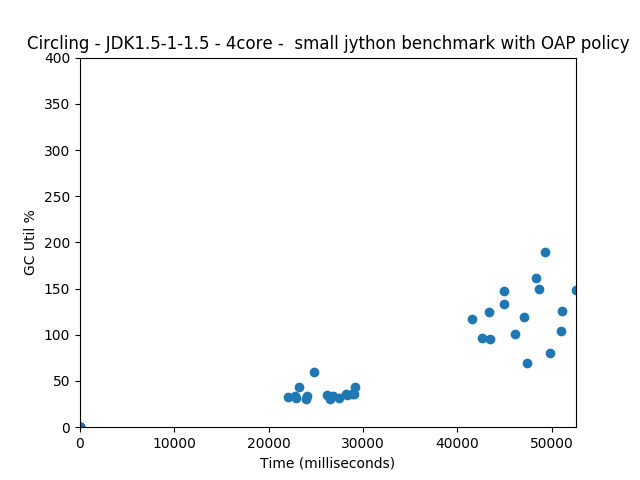 Circling - JDK1.5-1-1.5 - 4core -  small jython benchmark with OAP policy
400
350
300
250
200
150
100
50
0
GC Util %
0 10000 20000 30000 40000 50000
Time (milliseconds)